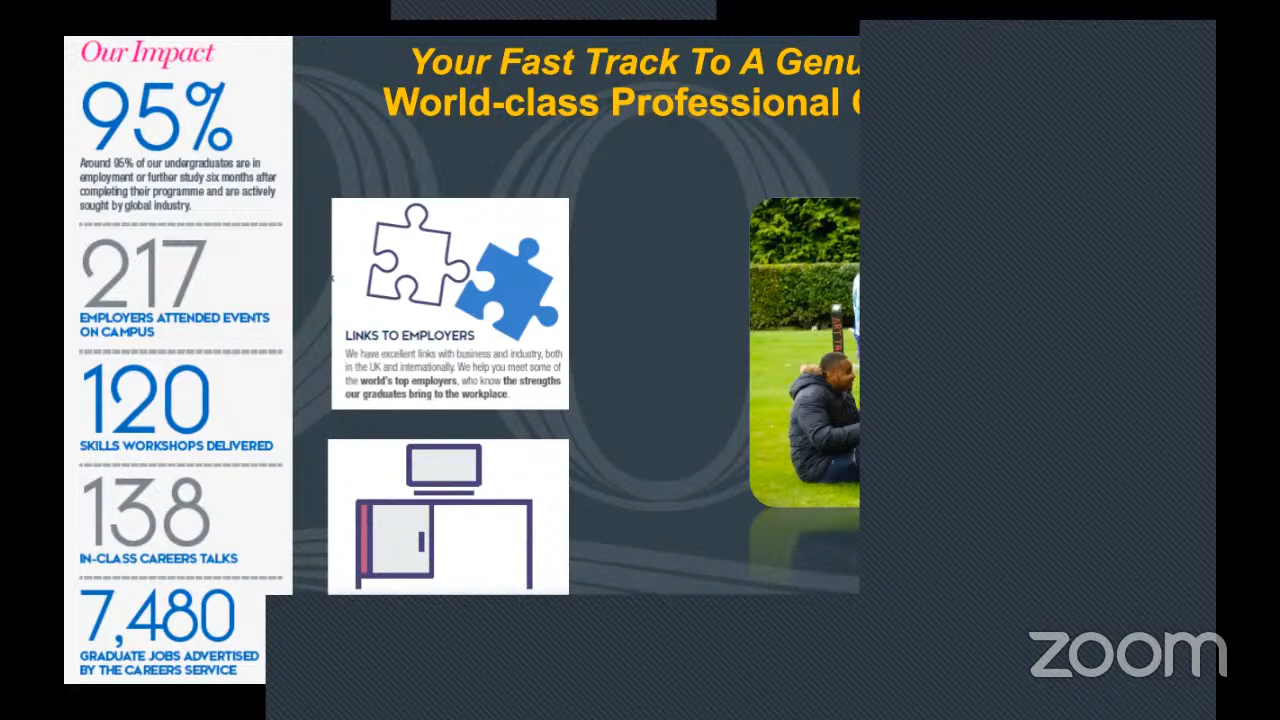 Our Impact
95%
Around 95% of our undergraduates are in
employment or further study six months after
completing their programme and are actively
sought by global industry.
217
EMPLOYERS ATTENDED EVENTS
ON CAMPUS
120
SKILLS WORKSHOPS DELIVERED
138
IN-CLASS CAREERS TALKS
7,480
GRADUATE JOBS ADVERTISED
BY THE CAREERS SERVICE
Your Fast Track To A Genu
World-class Professional
LINKS TO EMPLOYERS
We have excellent links with business and industry, both
in the UK and internationally. We help you meet some of
the world's top employers, who know the strengths
our graduates bring to the workplace.
zoom